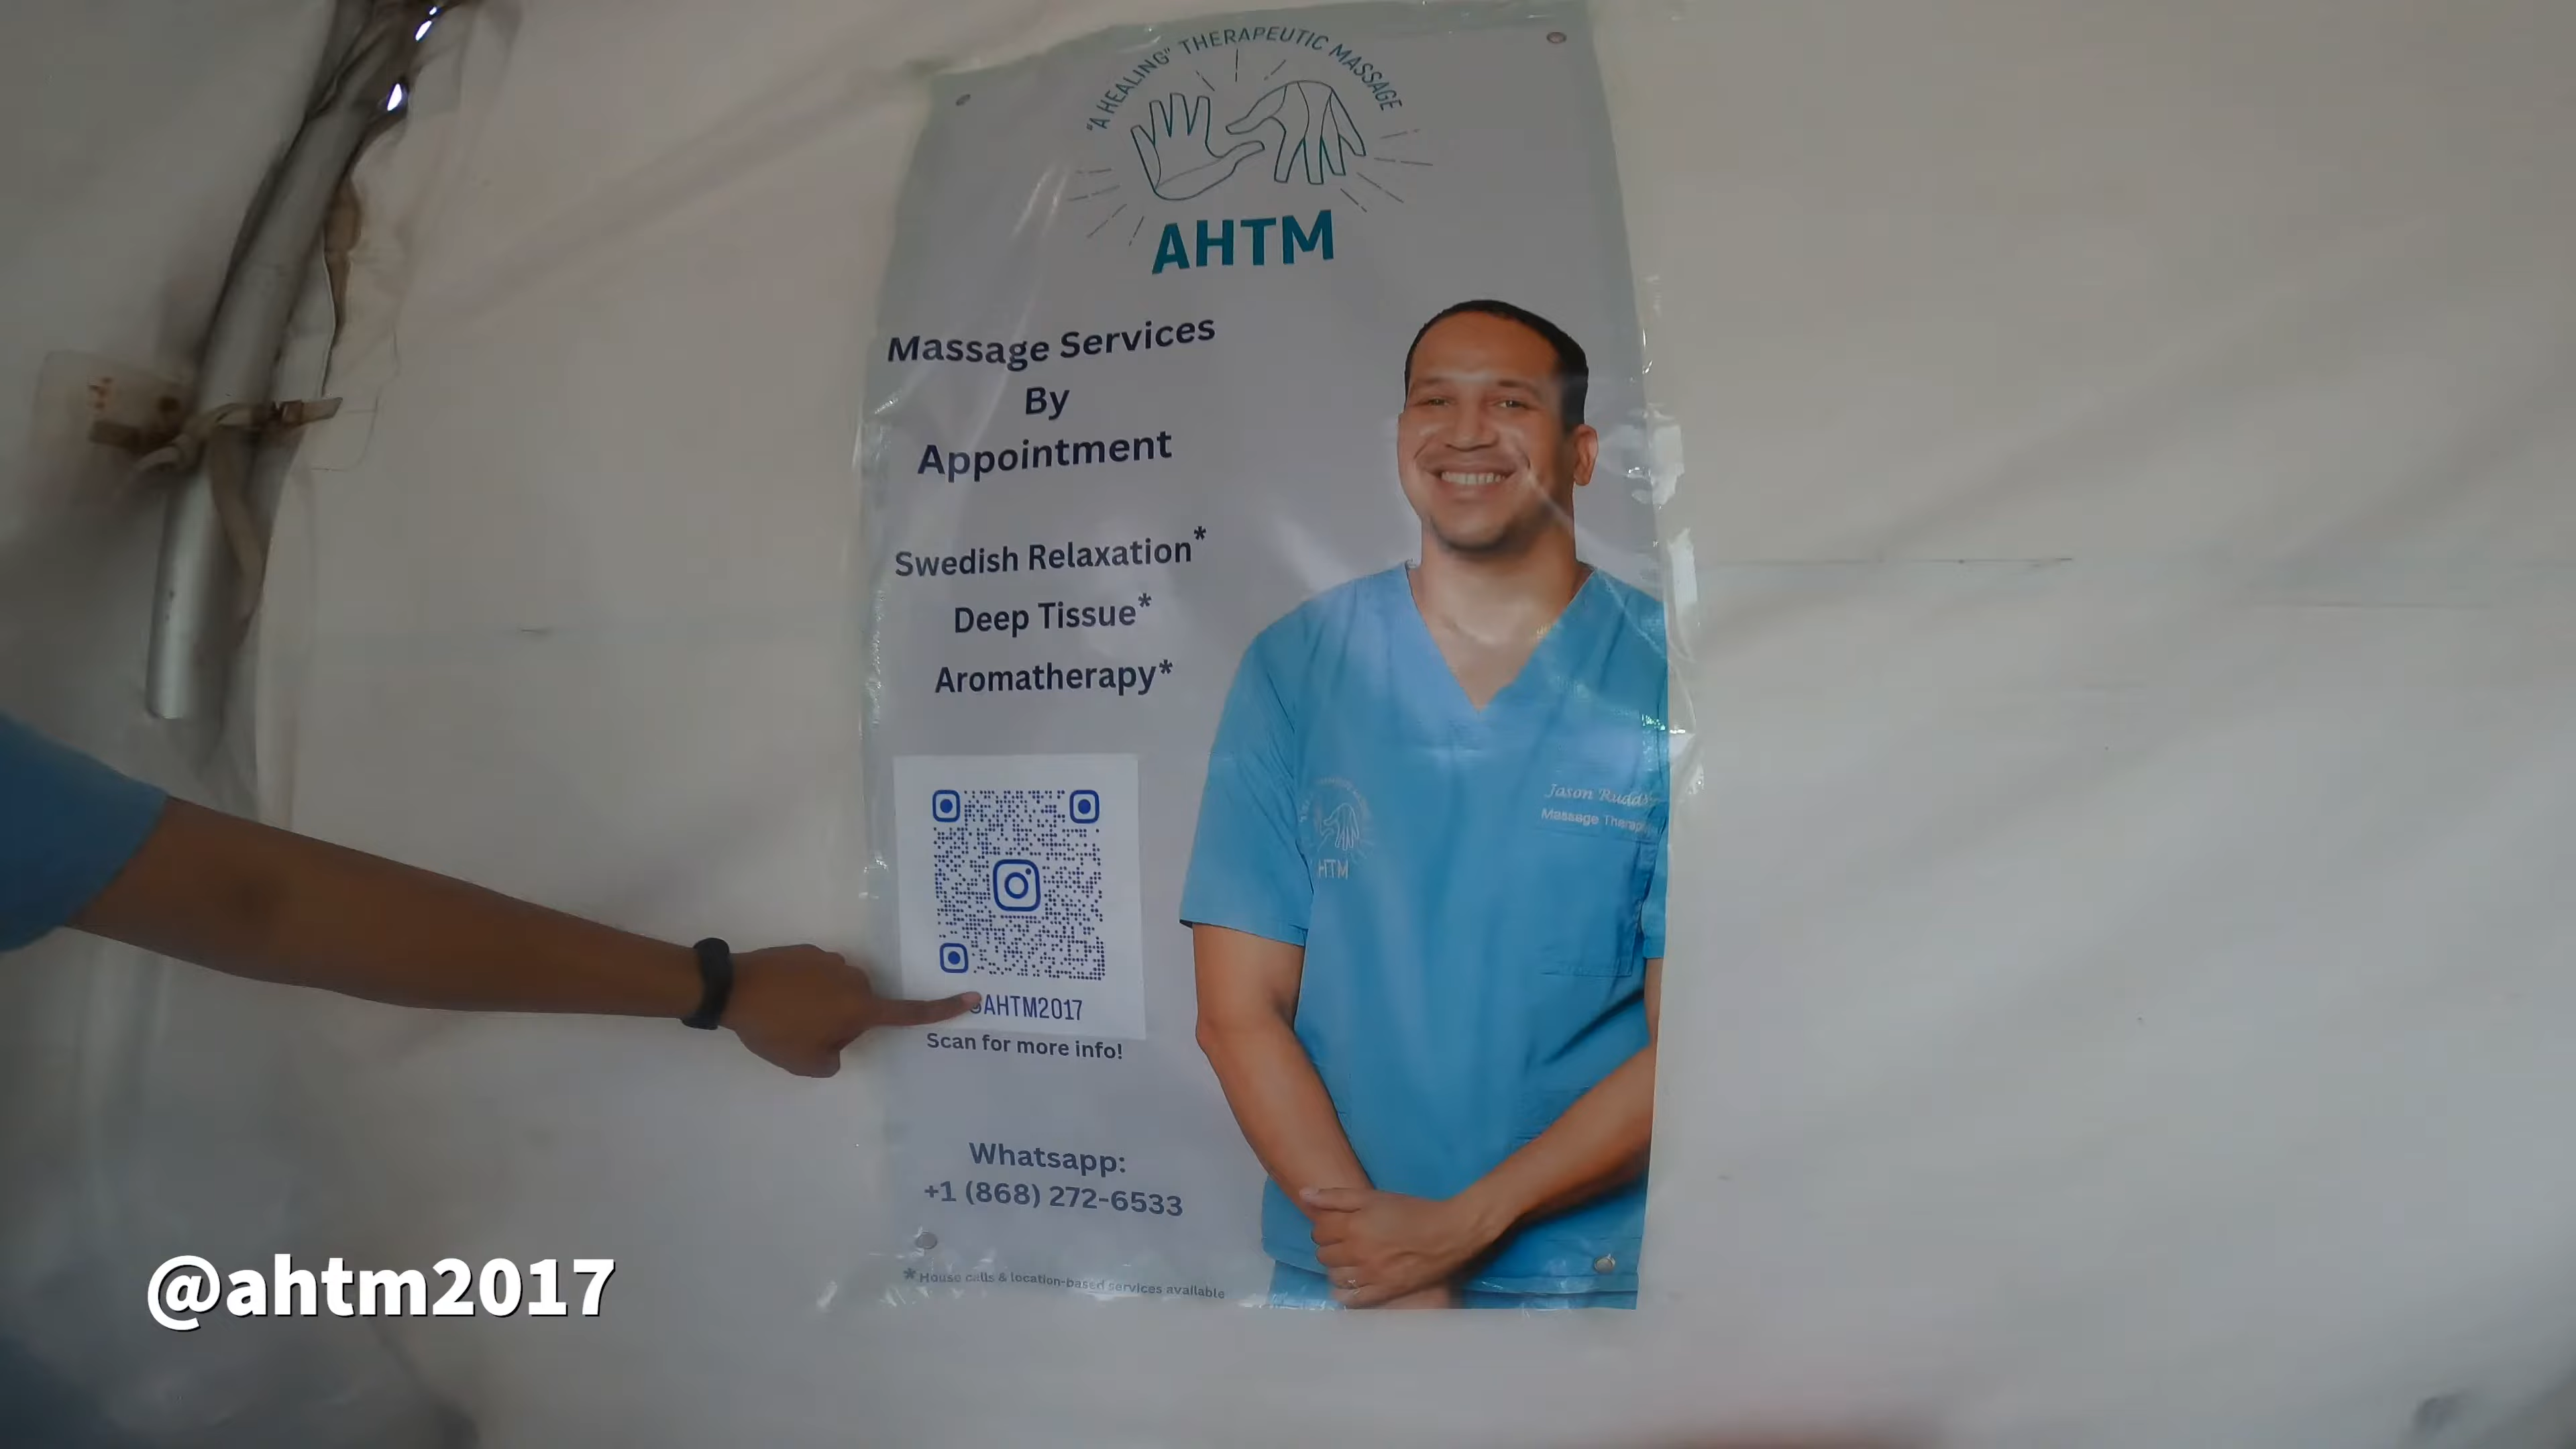 "A HEALING" THERAPEUTIC MASSAGE
AHTM
Massage Services
By
Appointment
Swedish Relaxation*
Deep Tissue*
Aromatherapy*
AHTM2017
Scan for more info!
Whatsapp:
+1 (868) 272-6533
*House calls & location-based services available
Jason
Massage
HTM
@ahtm2017